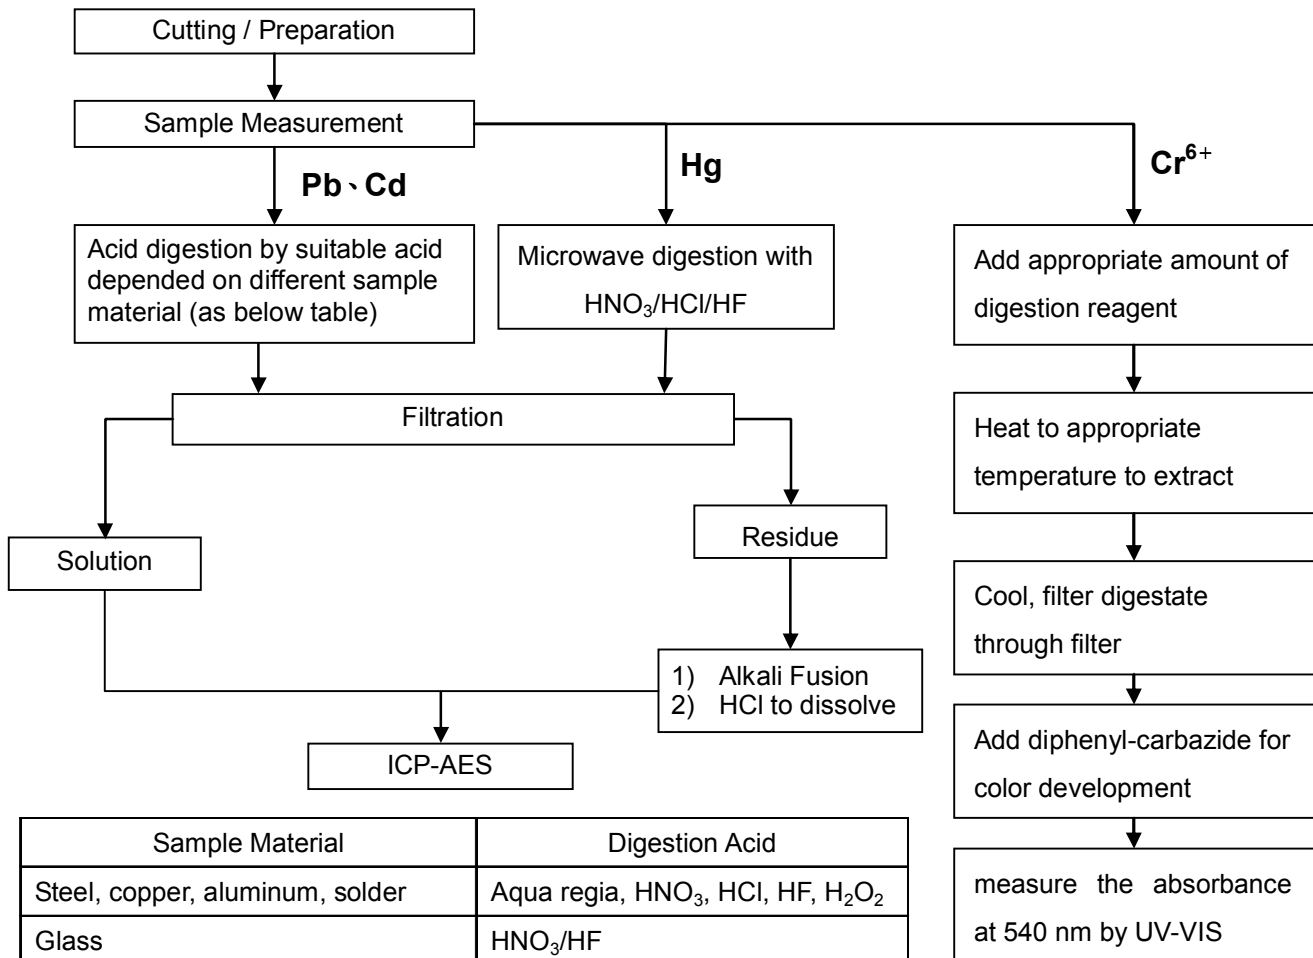 Cutting / Preparation
Sample Measurement
Pb、Cd
Hg
Cr⁶⁺
Acid digestion by suitable acid
depended on different sample
material (as below table)
Microwave digestion with
HNO₃/HCl/HF
Add appropriate amount of
digestion reagent
Filtration
Heat to appropriate
temperature to extract
Solution
Residue
Cool, filter digestate
through filter
1) Alkali Fusion
2) HCl to dissolve
ICP-AES
Add diphenyl-carbazide for
color development
measure the absorbance
at 540 nm by UV-VIS
Sample Material Digestion Acid
Steel, copper, aluminum, solder Aqua regia, HNO₃, HCl, HF, H₂O₂
Glass HNO₃/HF